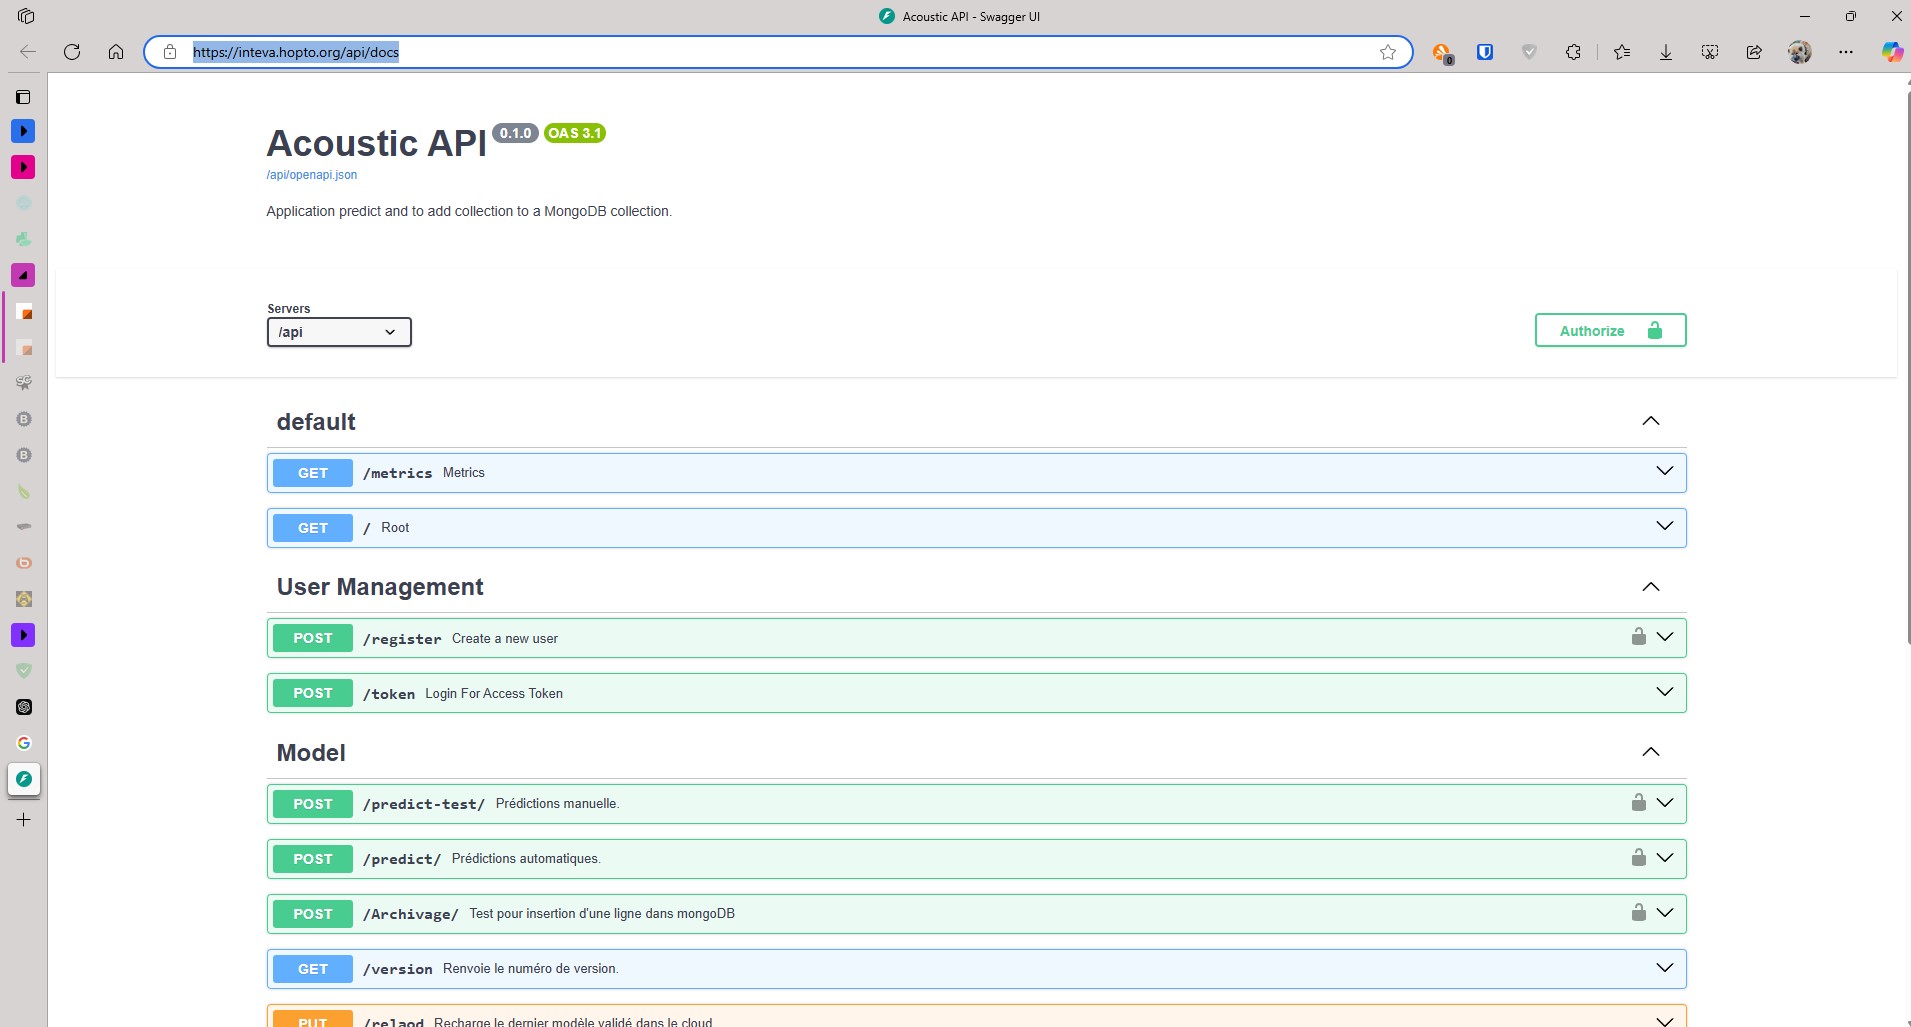 Acoustic API - Swagger UI
https://inteva.hopto.org/api/docs
0
Acoustic API 0.1.0 OAS 3.1
/api/openapi.json
Application predict and to add collection to a MongoDB collection.
Servers
/api
Authorize
default
GET /metrics Metrics
GET / Root
User Management
POST /register Create a new user
POST /token Login For Access Token
Model
POST /predict-test/ Prédictions manuelle.
POST /predict/ Prédictions automatiques.
POST /Archivage/ Test pour insertion d'une ligne dans mongoDB
GET /version Renvoie le numéro de version.
PUT /relaod Recharge le dernier modèle validé dans le cloud